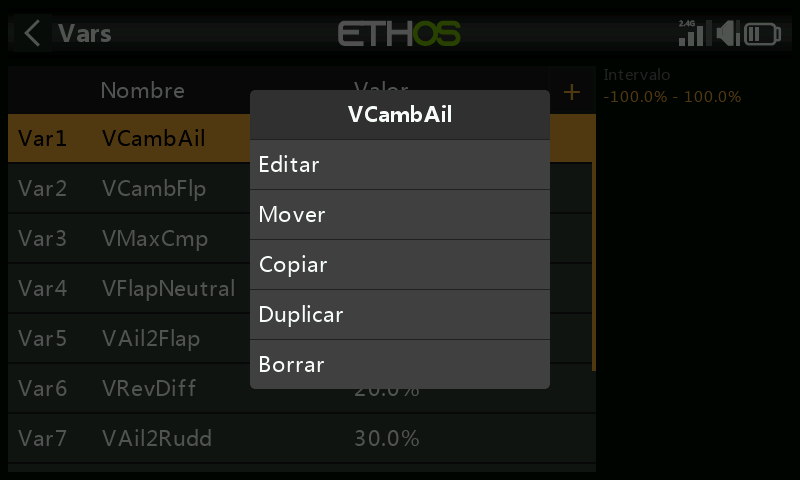 Vars
ETHOS
2.4G
Nombre Valor +
Intervalo
-100.0% - 100.0%
VCambAil
Var1 VCambAil
Editar
Var2 VCambFlp
Mover
Var3 VMaxCmp
Copiar
Var4 VFlapNeutral
Duplicar
Var5 VAil2Flap
Borrar
Var6 VRevDiff 20.0%
Var7 VAil2Rudd 30.0%